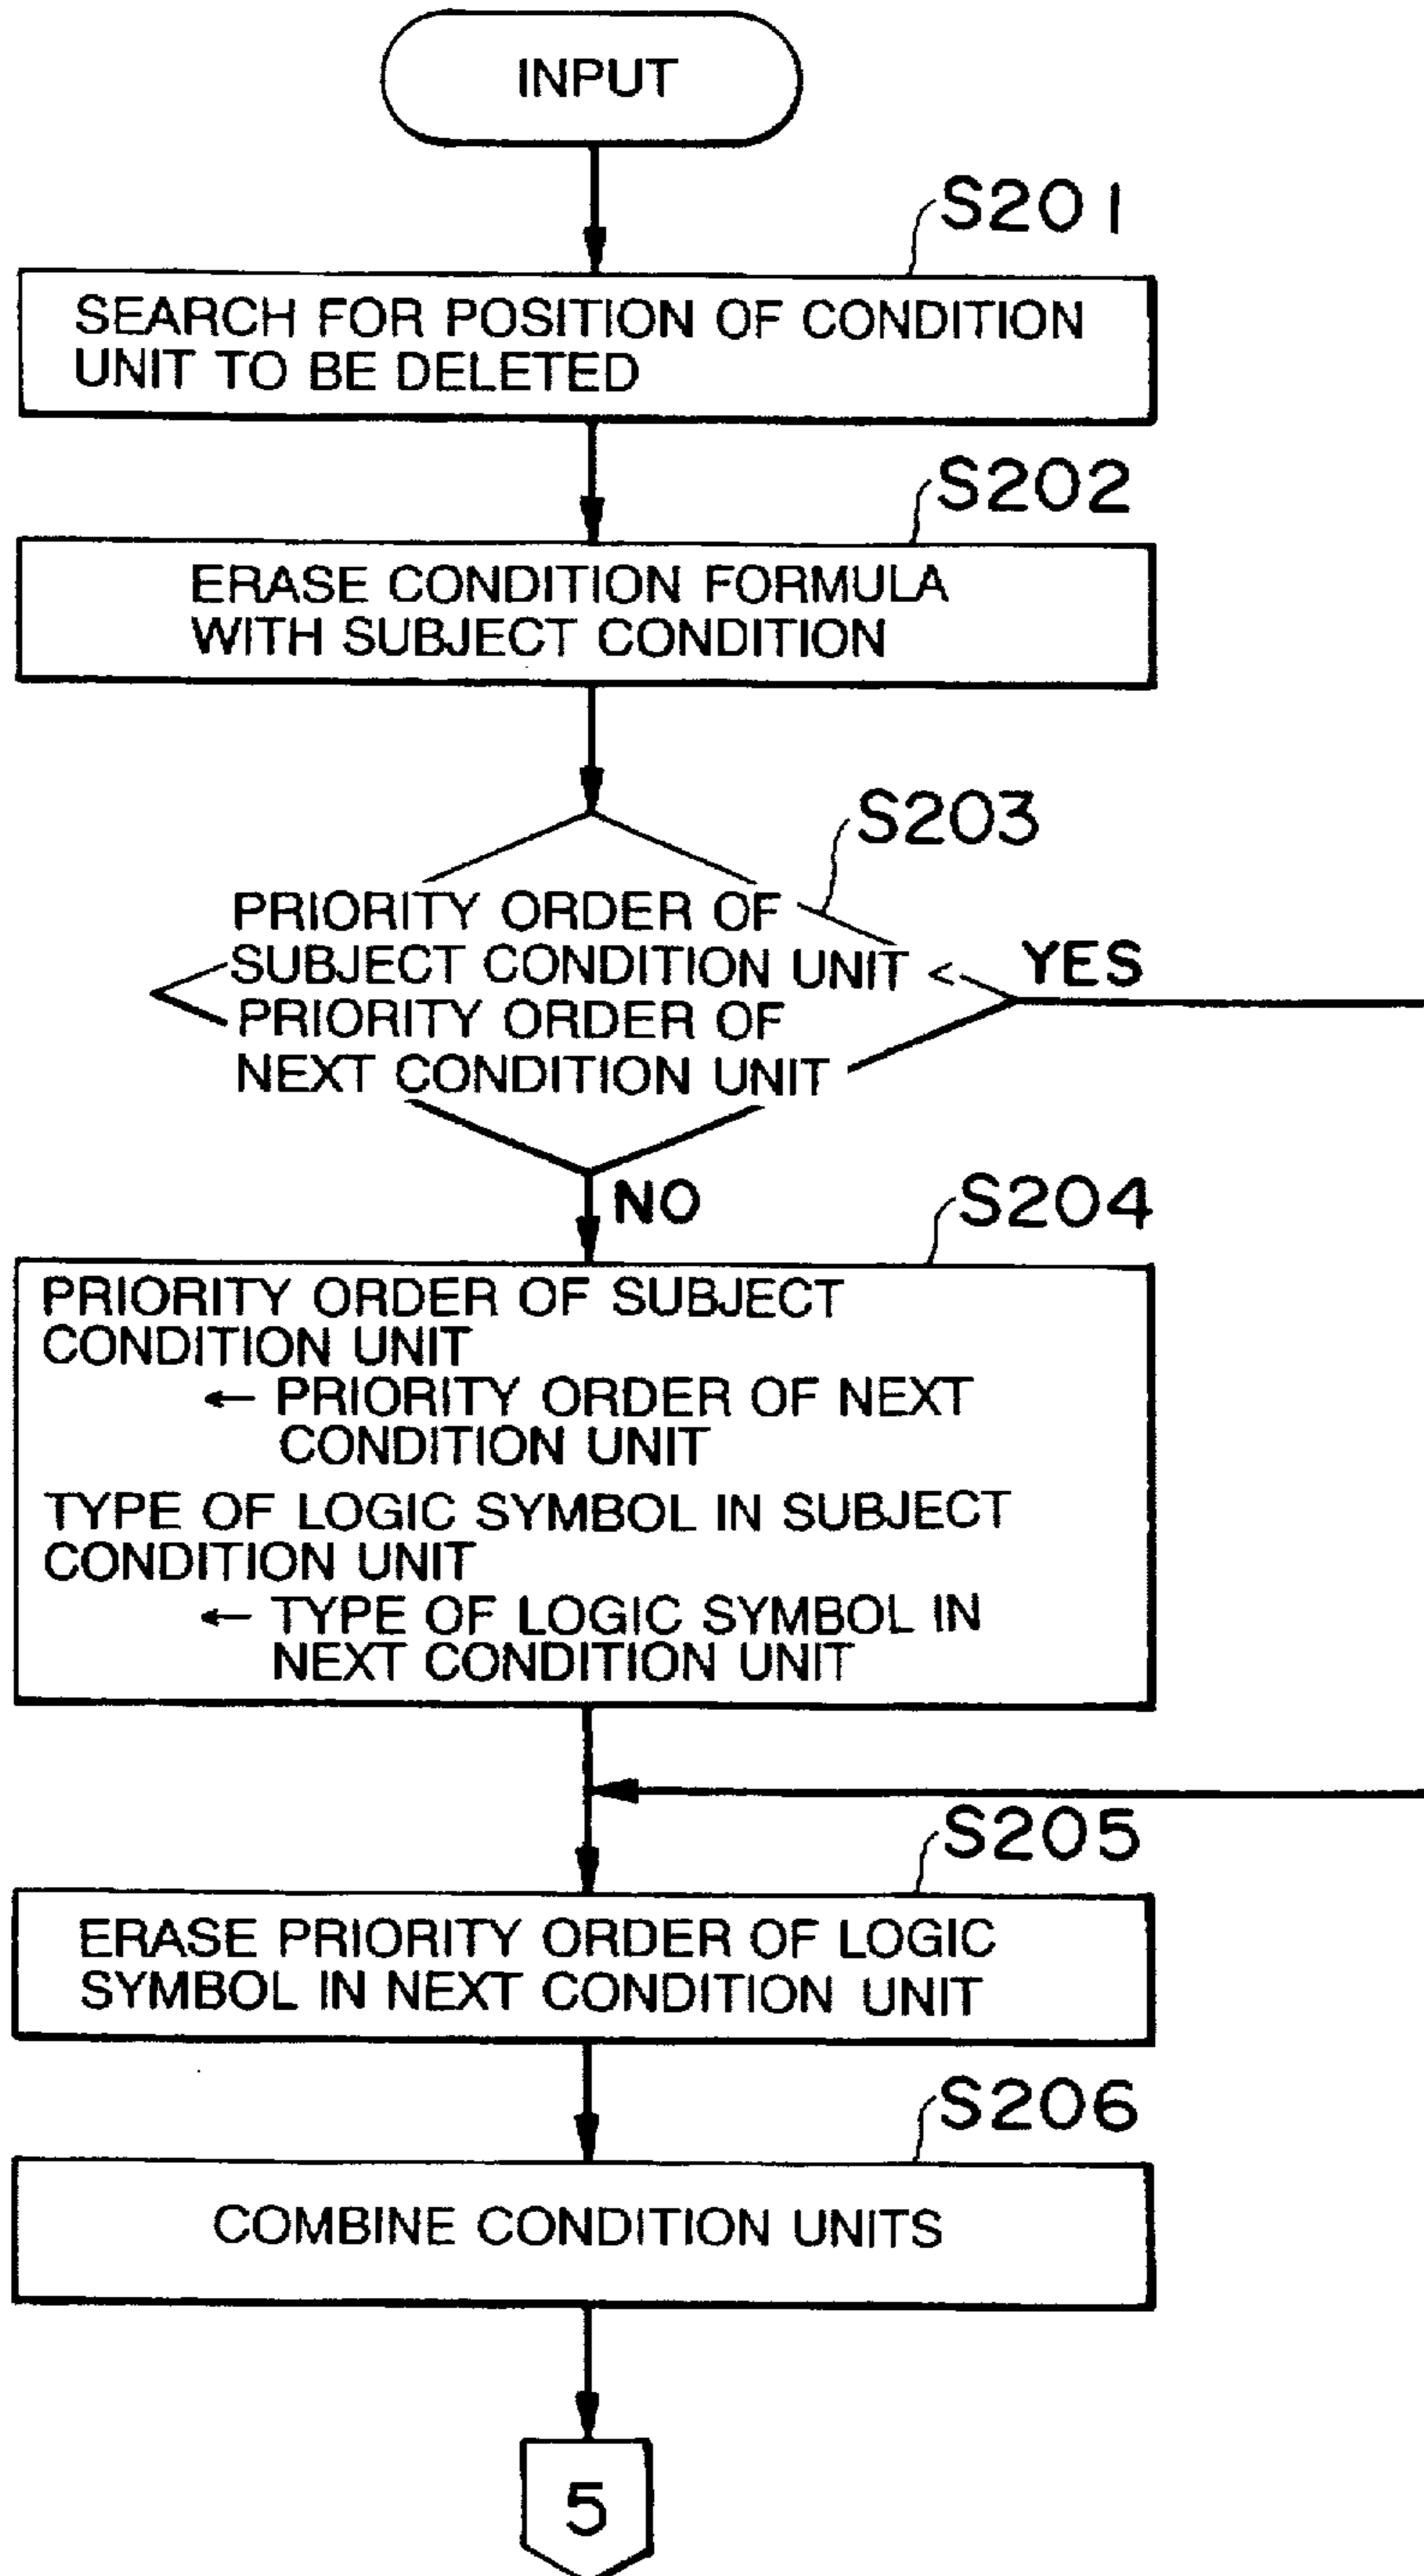 INPUT
S201
SEARCH FOR POSITION OF CONDITION
UNIT TO BE DELETED
S202
ERASE CONDITION FORMULA
WITH SUBJECT CONDITION
S203
PRIORITY ORDER OF
SUBJECT CONDITION UNIT <
PRIORITY ORDER OF
NEXT CONDITION UNIT
YES
NO
S204
PRIORITY ORDER OF SUBJECT
CONDITION UNIT
← PRIORITY ORDER OF NEXT
CONDITION UNIT
TYPE OF LOGIC SYMBOL IN SUBJECT
CONDITION UNIT
← TYPE OF LOGIC SYMBOL IN
NEXT CONDITION UNIT
S205
ERASE PRIORITY ORDER OF LOGIC
SYMBOL IN NEXT CONDITION UNIT
S206
COMBINE CONDITION UNITS
5